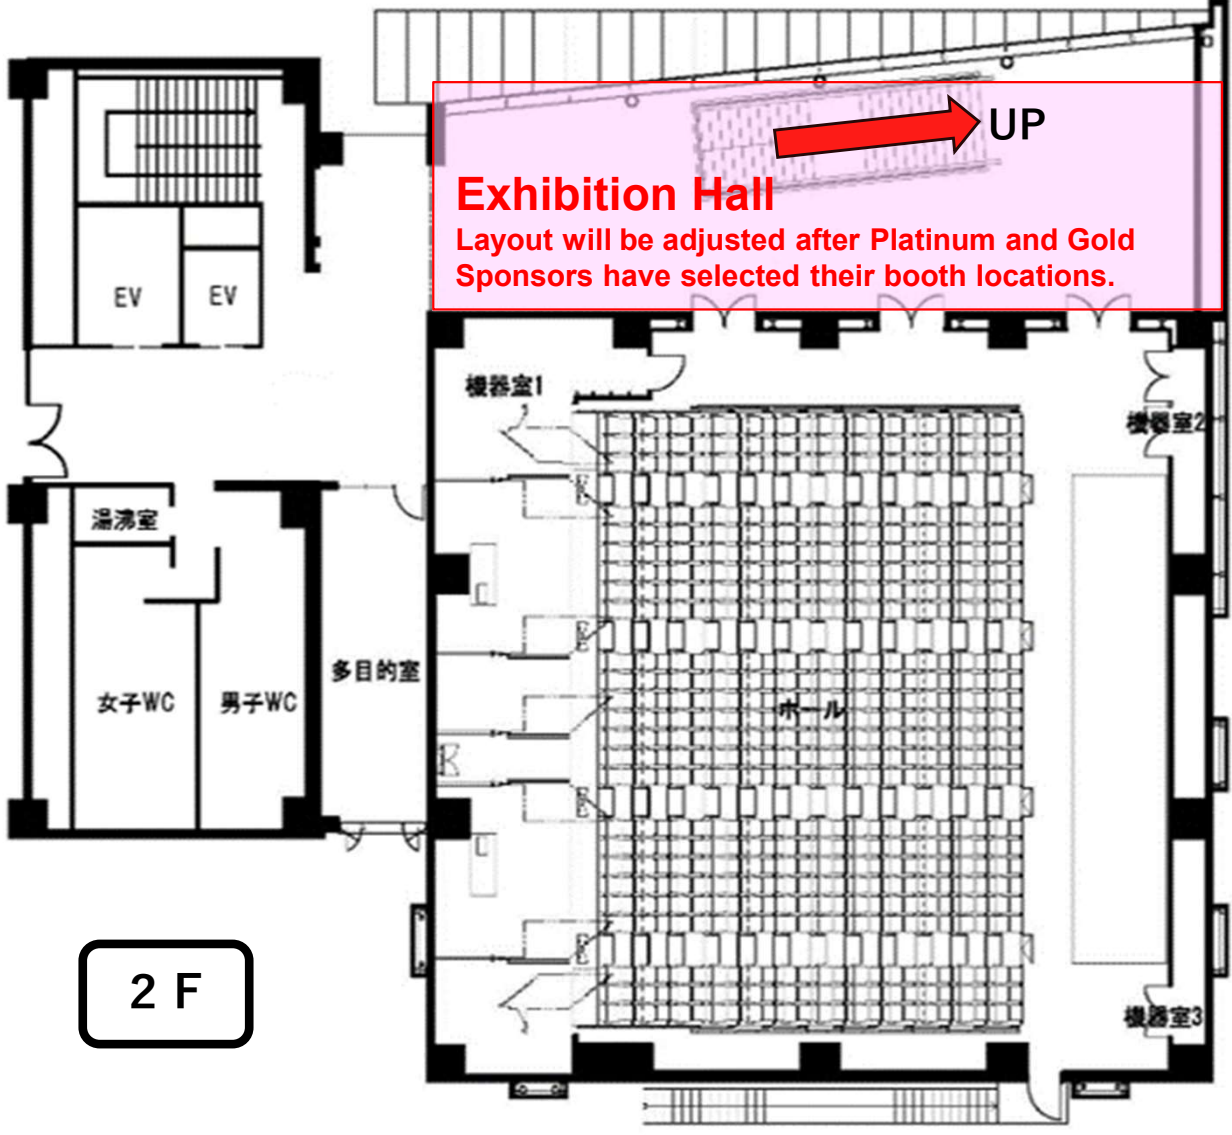 UP
Exhibition Hall
Layout will be adjusted after Platinum and Gold
Sponsors have selected their booth locations.
EV
EV
機器室1
機器室2
湯沸室
多目的室
女子WC
男子WC
ホール
2 F
機器室3